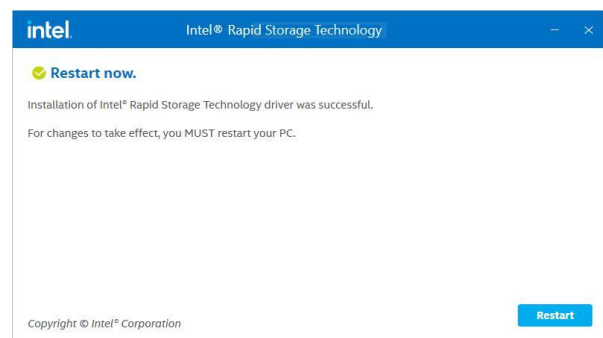 intel.
Intel® Rapid Storage Technology
Restart now.
Installation of Intel® Rapid Storage Technology driver was successful.
For changes to take effect, you MUST restart your PC.
Restart
Copyright © Intel® Corporation